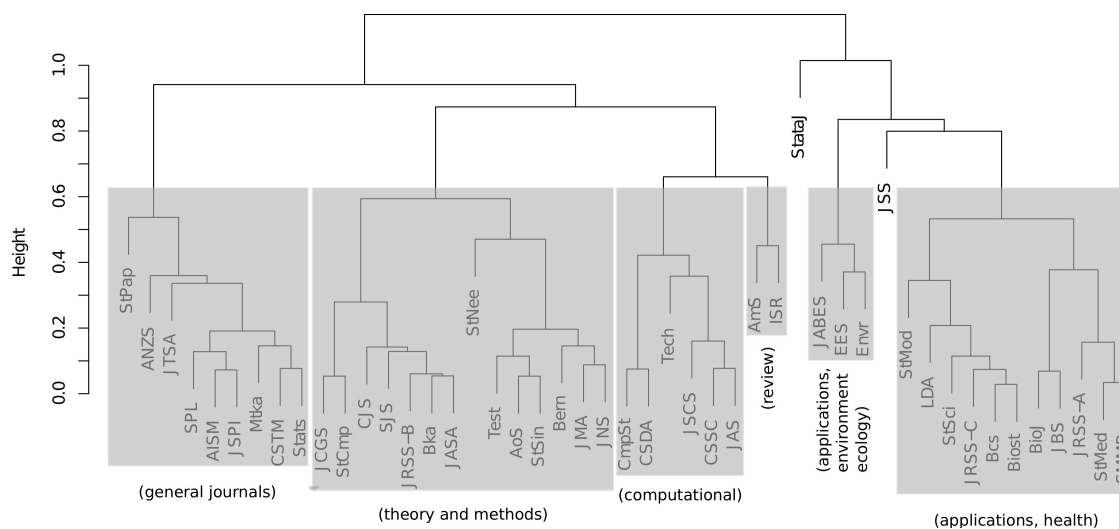 Height
1.0
0.8
0.6
0.4
0.2
0.0
StPap
ANZS
JTSA
SPL
AISM
JSPI
Mtka
CSTM
Stats
(general journals)
JCGS
StCmp
CJS
SJS
JRSS-B
Bka
JASA
StNee
Test
AoS
StSin
Bern
JMA
JNS
(theory and methods)
CmpSt
CSDA
Tech
JSCS
CSSC
JAS
(computational)
AmS
ISR
(review)
StataJ
JABES
EES
Envr
(applications,
environment
ecology)
JSS
StMod
LDA
StSci
JRSS-C
Bcs
Biost
BioJ
JBS
JRSS-A
StMed
(applications, health)